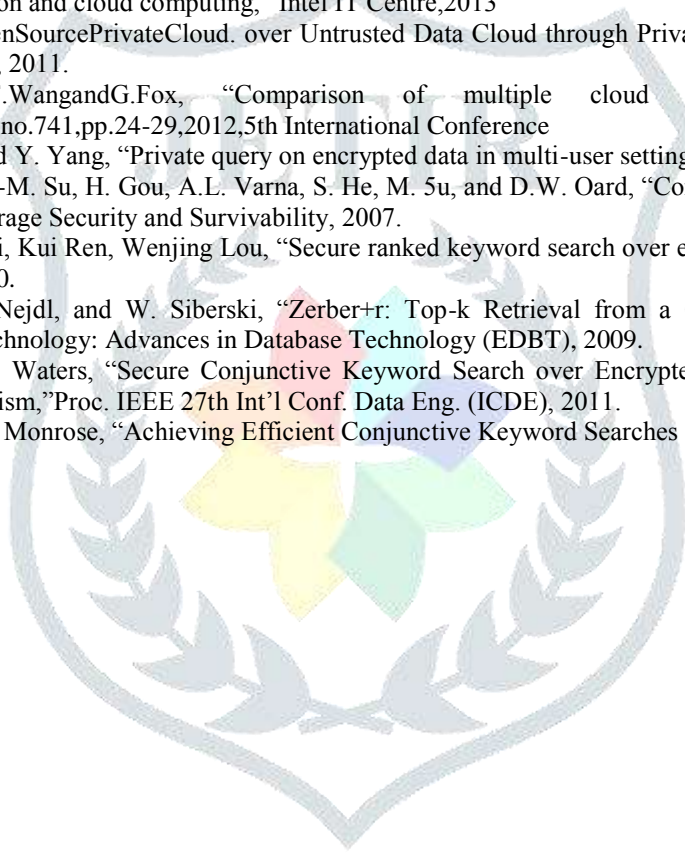 on and cloud computing," Intel IT Centre,2013
enSourcePrivateCloud. over Untrusted Data Cloud through Priva
, 2011.
.WangandG.Fox, “Comparison of multiple cloud
no.741,pp.24-29,2012,5th International Conference
d Y. Yang, “Private query on encrypted data in multi-user setting
-M. Su, H. Gou, A.L. Varna, S. He, M. 5u, and D.W. Oard, “Co
rage Security and Survivability, 2007.
i, Kui Ren, Wenjing Lou, “Secure ranked keyword search over e
0.
Nejdl, and W. Siberski, “Zerber+r: Top-k Retrieval from a
chnology: Advances in Database Technology (EDBT), 2009.
Waters, “Secure Conjunctive Keyword Search over Encrypte
ism,”Proc. IEEE 27th Int’l Conf. Data Eng. (ICDE), 2011.
Monrose, “Achieving Efficient Conjunctive Keyword Searches
JETIR